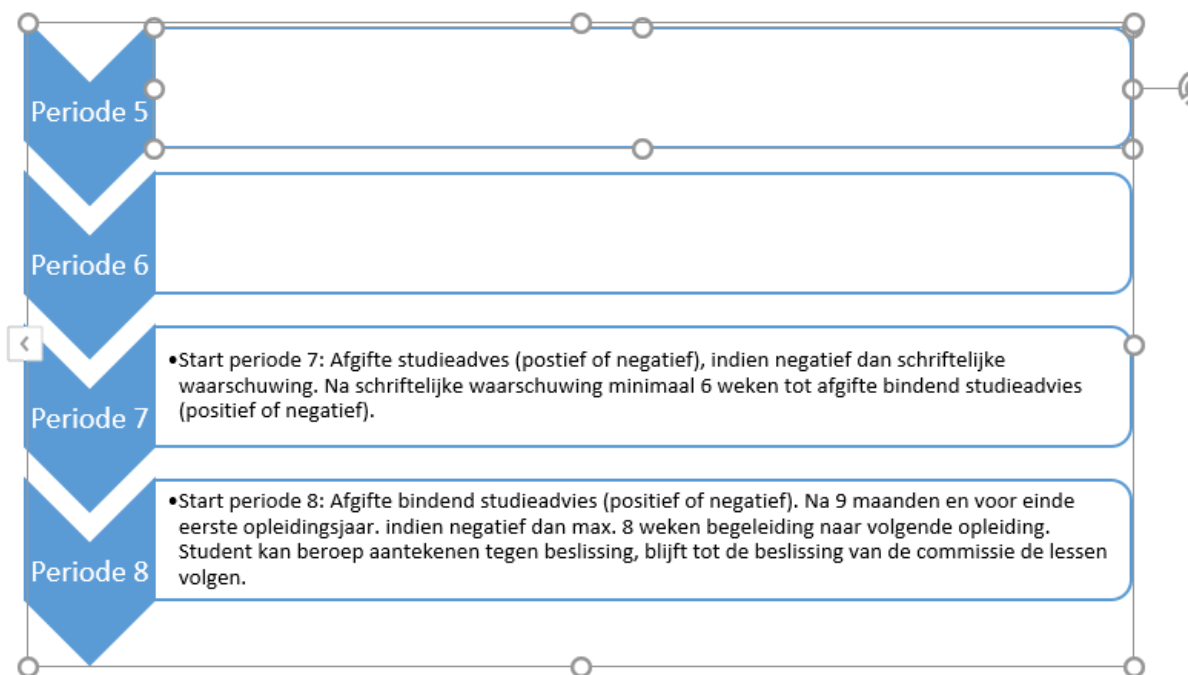 Periode 5
Periode 6
Periode 7
•Start periode 7: Afgifte studieadves (postief of negatief), indien negatief dan schriftelijke
waarschuwing. Na schriftelijke waarschuwing minimaal 6 weken tot afgifte bindend studieadvies
(positief of negatief).
Periode 8
•Start periode 8: Afgifte bindend studieadvies (positief of negatief). Na 9 maanden en voor einde
eerste opleidingsjaar. indien negatief dan max. 8 weken begeleiding naar volgende opleiding.
Student kan beroep aantekenen tegen beslissing, blijft tot de beslissing van de commissie de lessen
volgen.